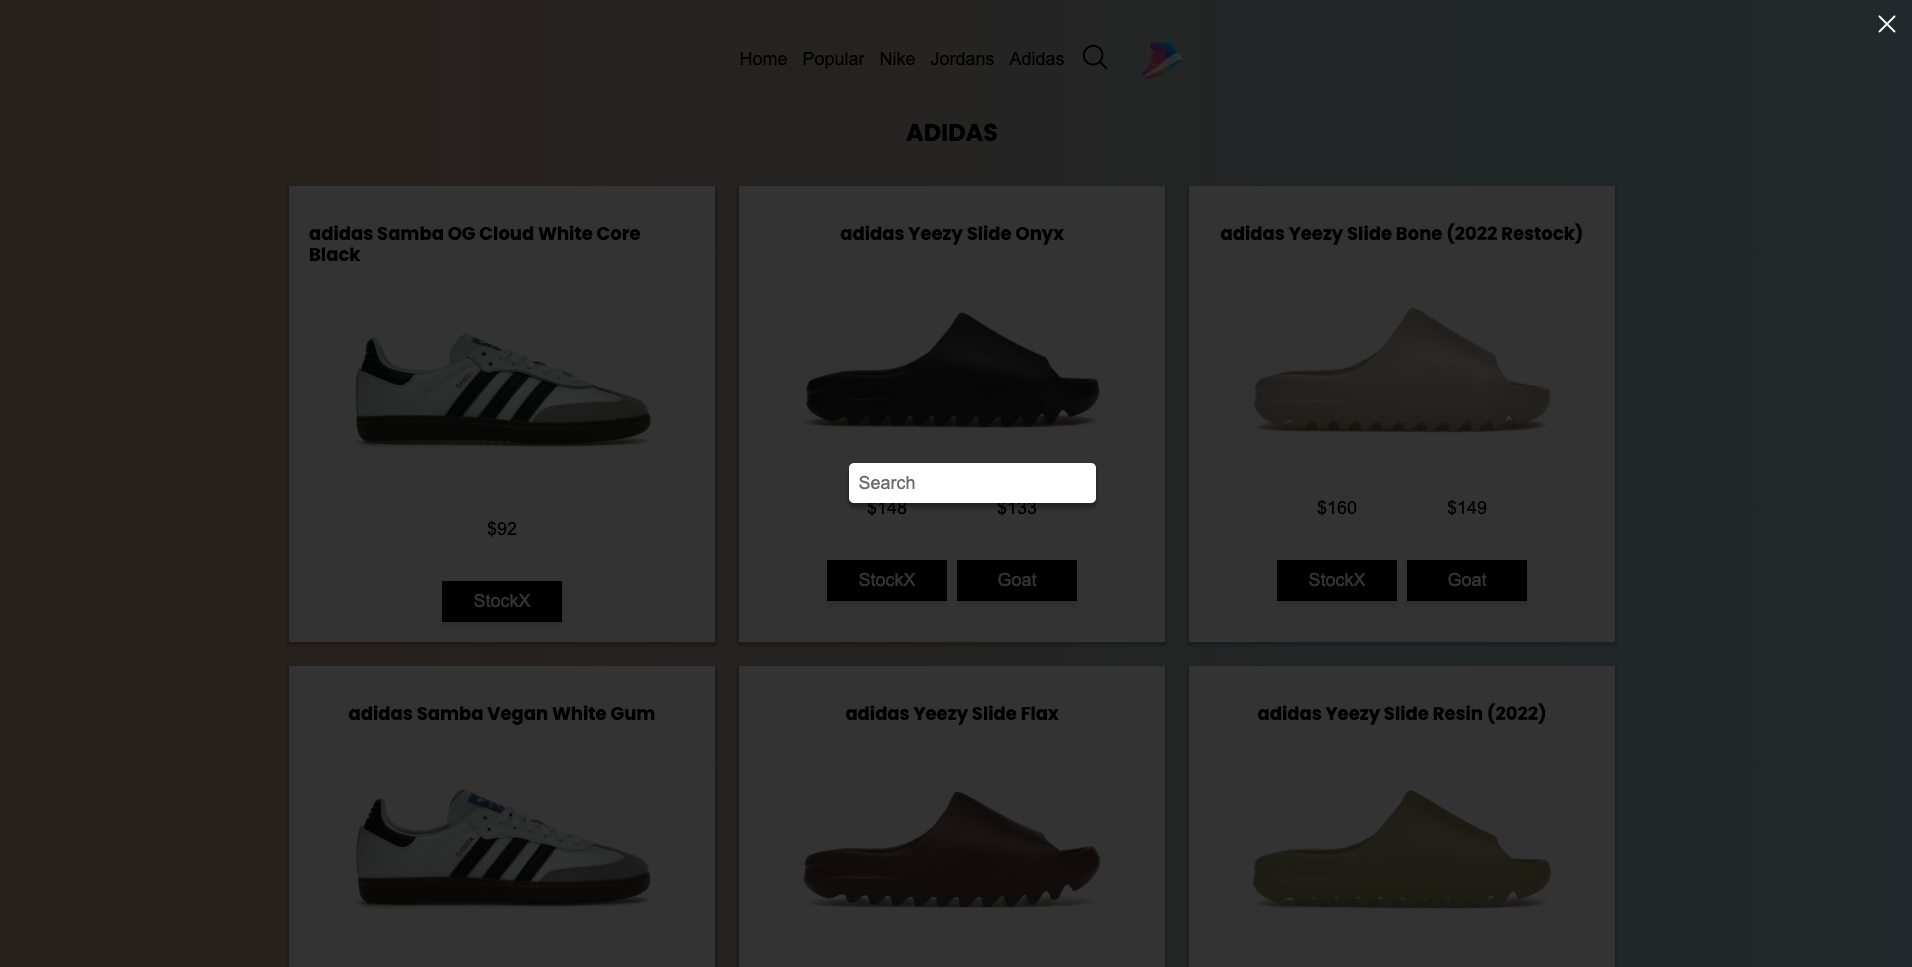 Home Popular Nike Jordans Adidas
ADIDAS
adidas Samba OG Cloud White Core
Black
$92
StockX
adidas Yeezy Slide Onyx
Search
$148 $133
StockX Goat
adidas Yeezy Slide Bone (2022 Restock)
$160 $149
StockX Goat
adidas Samba Vegan White Gum
adidas Yeezy Slide Flax
adidas Yeezy Slide Resin (2022)